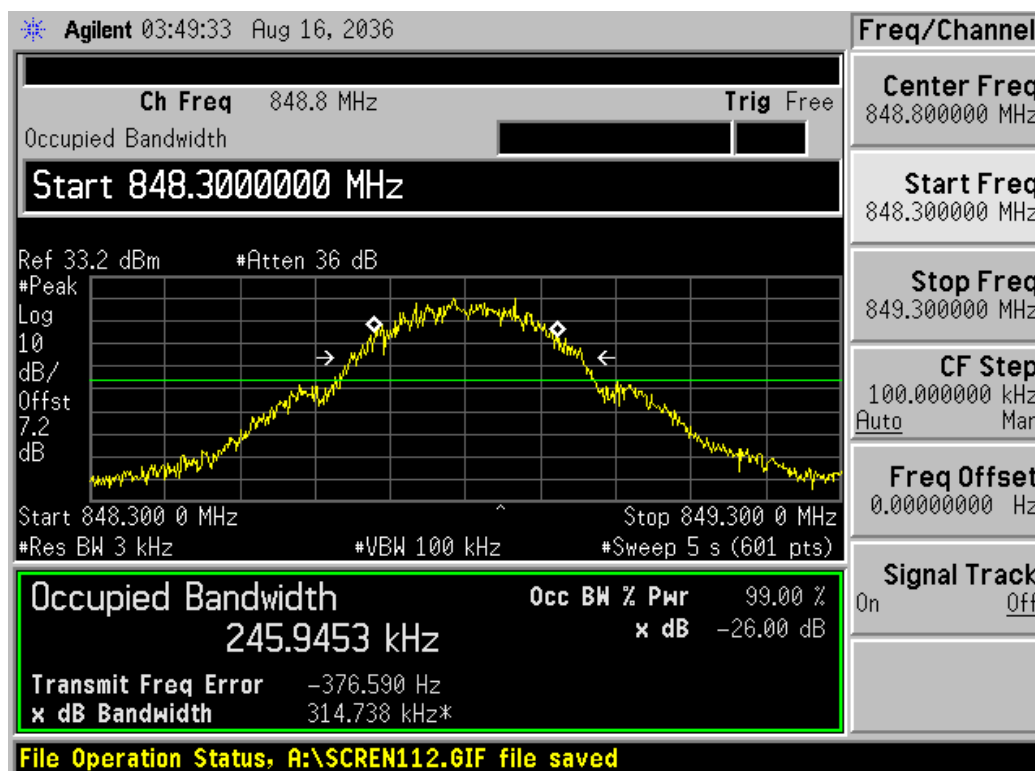 Agilent 03:49:33 Aug 16, 2036
Ch Freq 848.8 MHz Trig Free
Occupied Bandwidth
Start 848.3000000 MHz
Ref 33.2 dBm #Atten 36 dB
#Peak
Log
10
dB/
Offst
7.2
dB
Start 848.300 0 MHz Stop 849.300 0 MHz
#Res BW 3 kHz #VBW 100 kHz #Sweep 5 s (601 pts)
Occupied Bandwidth
245.9453 kHz
Occ BW % Pwr 99.00 %
x dB -26.00 dB
Transmit Freq Error -376.590 Hz
x dB Bandwidth 314.738 kHz*
File Operation Status, A:\SCREN112.GIF file saved
Freq/Channel
Center Freq
848.800000 MHz
Start Freq
848.300000 MHz
Stop Freq
849.300000 MHz
CF Step
100.000000 kHz
Auto Man
Freq Offset
0.00000000 Hz
Signal Track
On Off